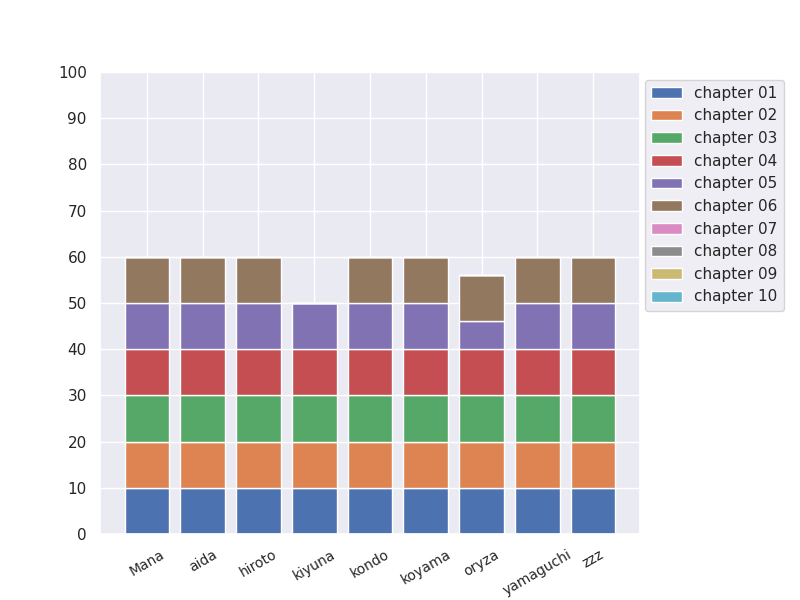 100
90
80
70
60
50
40
30
20
10
0
Mana
aida
hiroto
kiyuna
kondo
koyama
oryza
yamaguchi
zzz
chapter 01
chapter 02
chapter 03
chapter 04
chapter 05
chapter 06
chapter 07
chapter 08
chapter 09
chapter 10